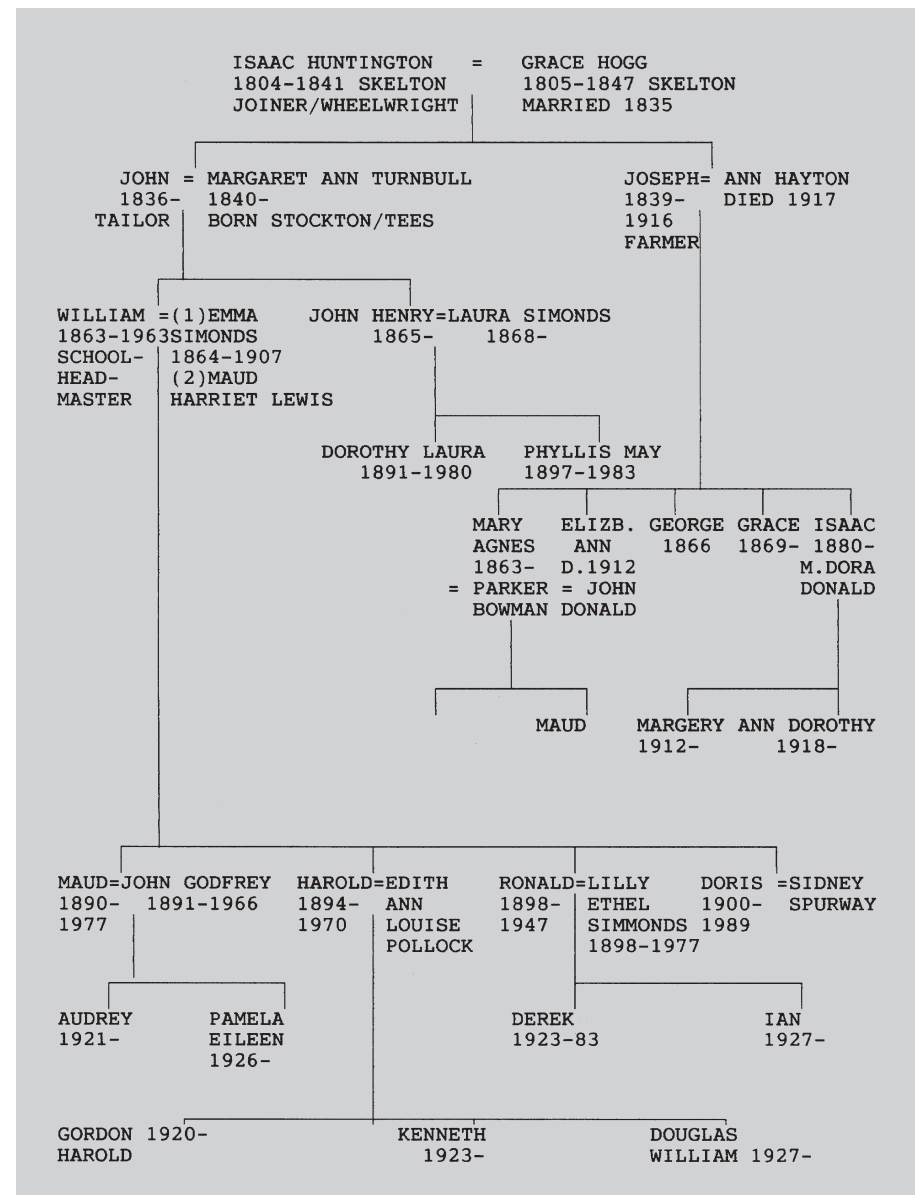 ISAAC HUNTINGTON = GRACE HOGG
1804-1841 SKELTON 1805-1847 SKELTON
JOINER/WHEELWRIGHT MARRIED 1835
JOHN = MARGARET ANN TURNBULL JOSEPH= ANN HAYTON
1836- 1840- 1839- DIED 1917
TAILOR BORN STOCKTON/TEES 1916
FARMER
WILLIAM =(1)EMMA JOHN HENRY=LAURA SIMONDS
1863-1963SIMONDS 1865- 1868-
SCHOOL- 1864-1907
HEAD- (2)MAUD
MASTER HARRIET LEWIS
DOROTHY LAURA PHYLLIS MAY
1891-1980 1897-1983
MARY ELIZB. GEORGE GRACE ISAAC
AGNES ANN 1866 1869- 1880-
1863- D.1912 M.DORA
= PARKER = JOHN DONALD
BOWMAN DONALD
MAUD MARGERY ANN DOROTHY
1912- 1918-
MAUD=JOHN GODFREY HAROLD=EDITH RONALD=LILLY DORIS =SIDNEY
1890- 1891-1966 1894- ANN 1898- ETHEL 1900- SPURWAY
1977 1970 LOUISE 1947 SIMMONDS 1989
POLLOCK 1898-1977
AUDREY PAMELA DEREK IAN
1921- EILEEN 1923-83 1927-
1926-
GORDON 1920- KENNETH DOUGLAS
HAROLD 1923- WILLIAM 1927-